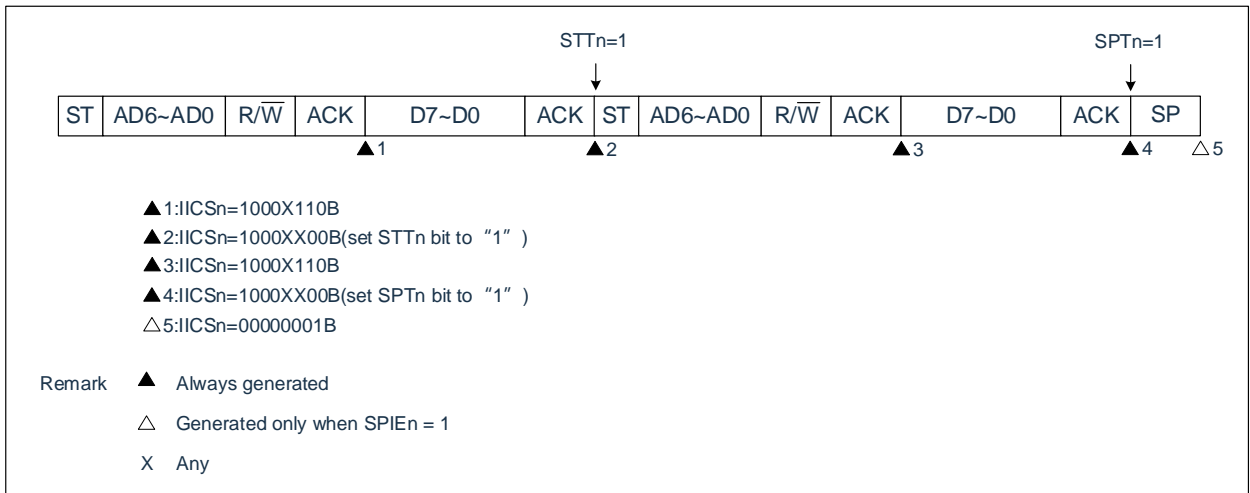 STTn=1 SPTn=1
ST AD6~AD0 R/W̅ ACK D7~D0 ACK ST AD6~AD0 R/W̅ ACK D7~D0 ACK SP
▲1 ▲2 ▲3 ▲4 △5
▲1:IICSn=1000X110B
▲2:IICSn=1000XX00B(set STTn bit to “1” )
▲3:IICSn=1000X110B
▲4:IICSn=1000XX00B(set SPTn bit to “1” )
△5:IICSn=00000001B
Remark ▲ Always generated
△ Generated only when SPIEn = 1
X Any